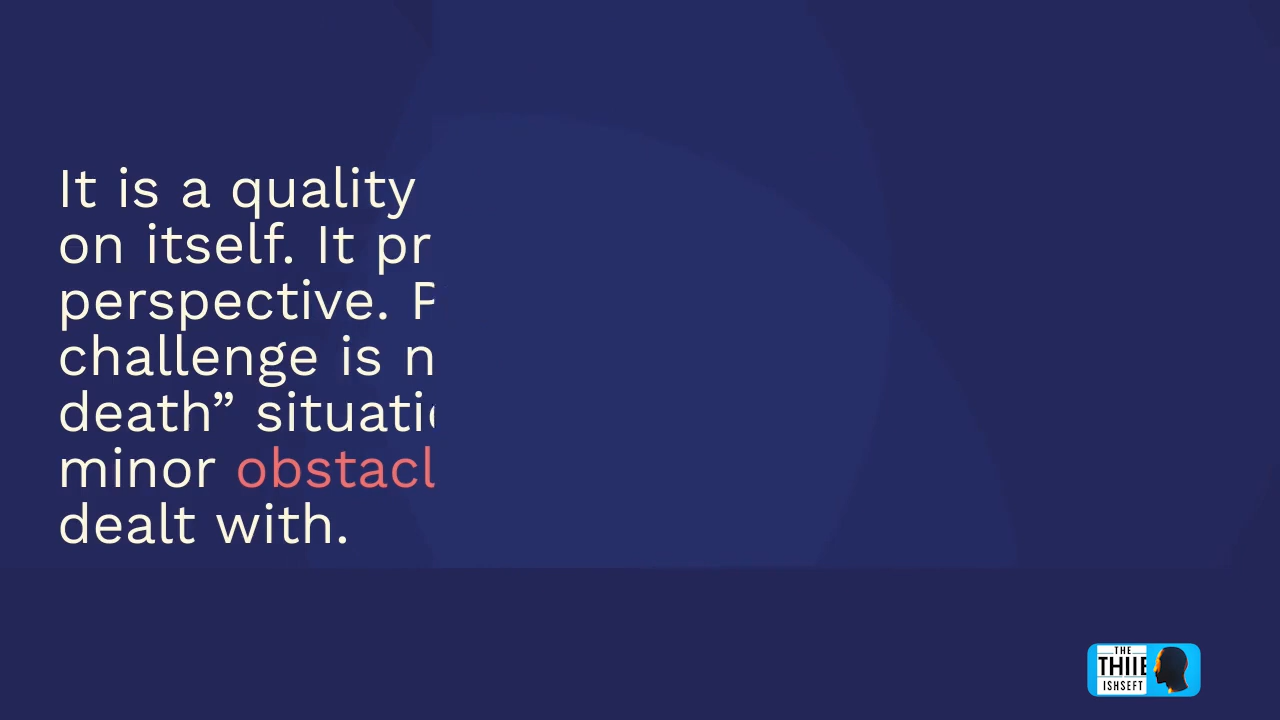 It is a quality
on itself. It pr
perspective. P
challenge is n
death” situati
minor obstacl
dealt with.
THE
THIIE
ISHSEFT